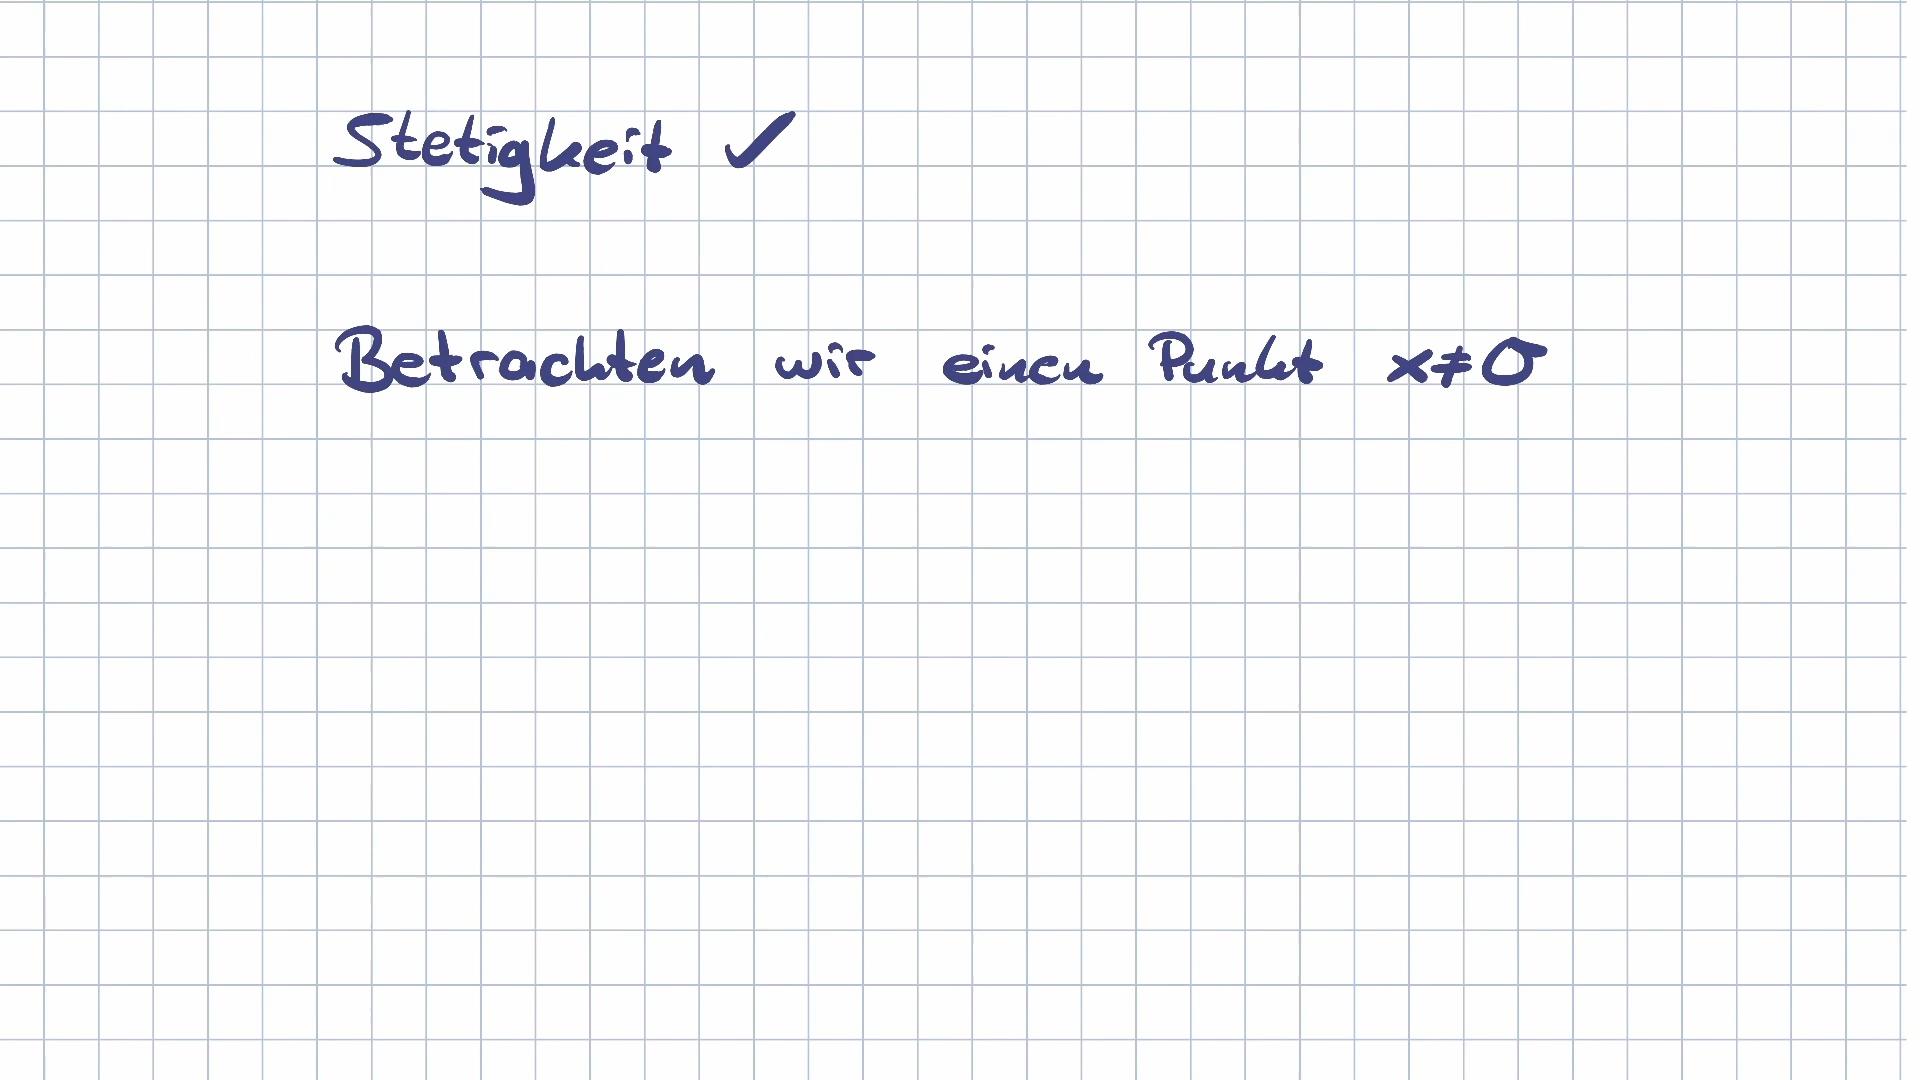 Stetigkeit ✓
Betrachten wir einen Punkt x≠0